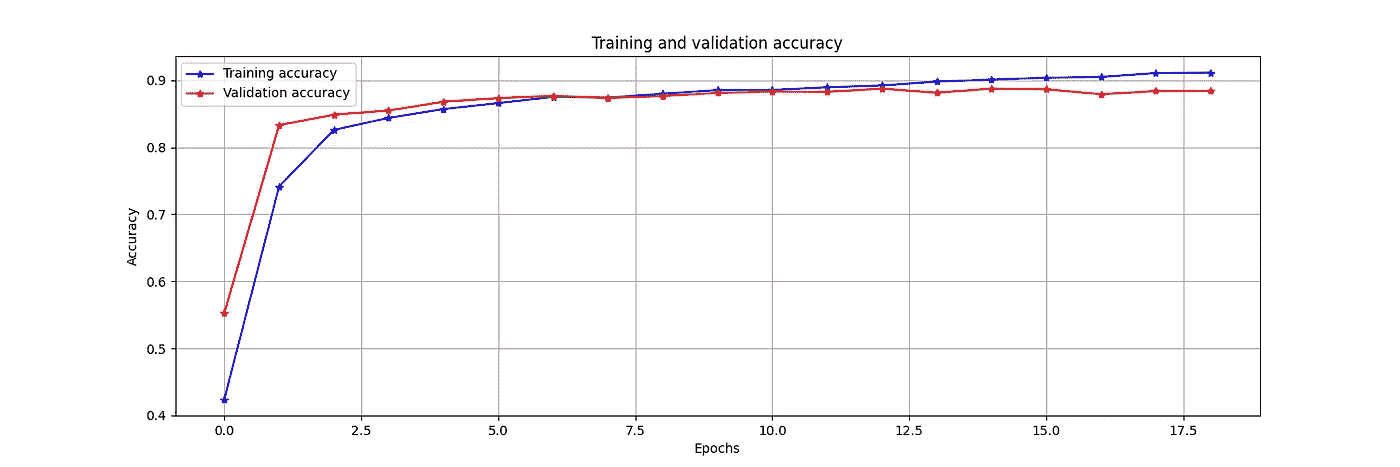 Training and validation accuracy
Training accuracy
Validation accuracy
0.9
0.8
0.7
0.6
0.5
0.4
Accuracy
0.0 2.5 5.0 7.5 10.0 12.5 15.0 17.5
Epochs